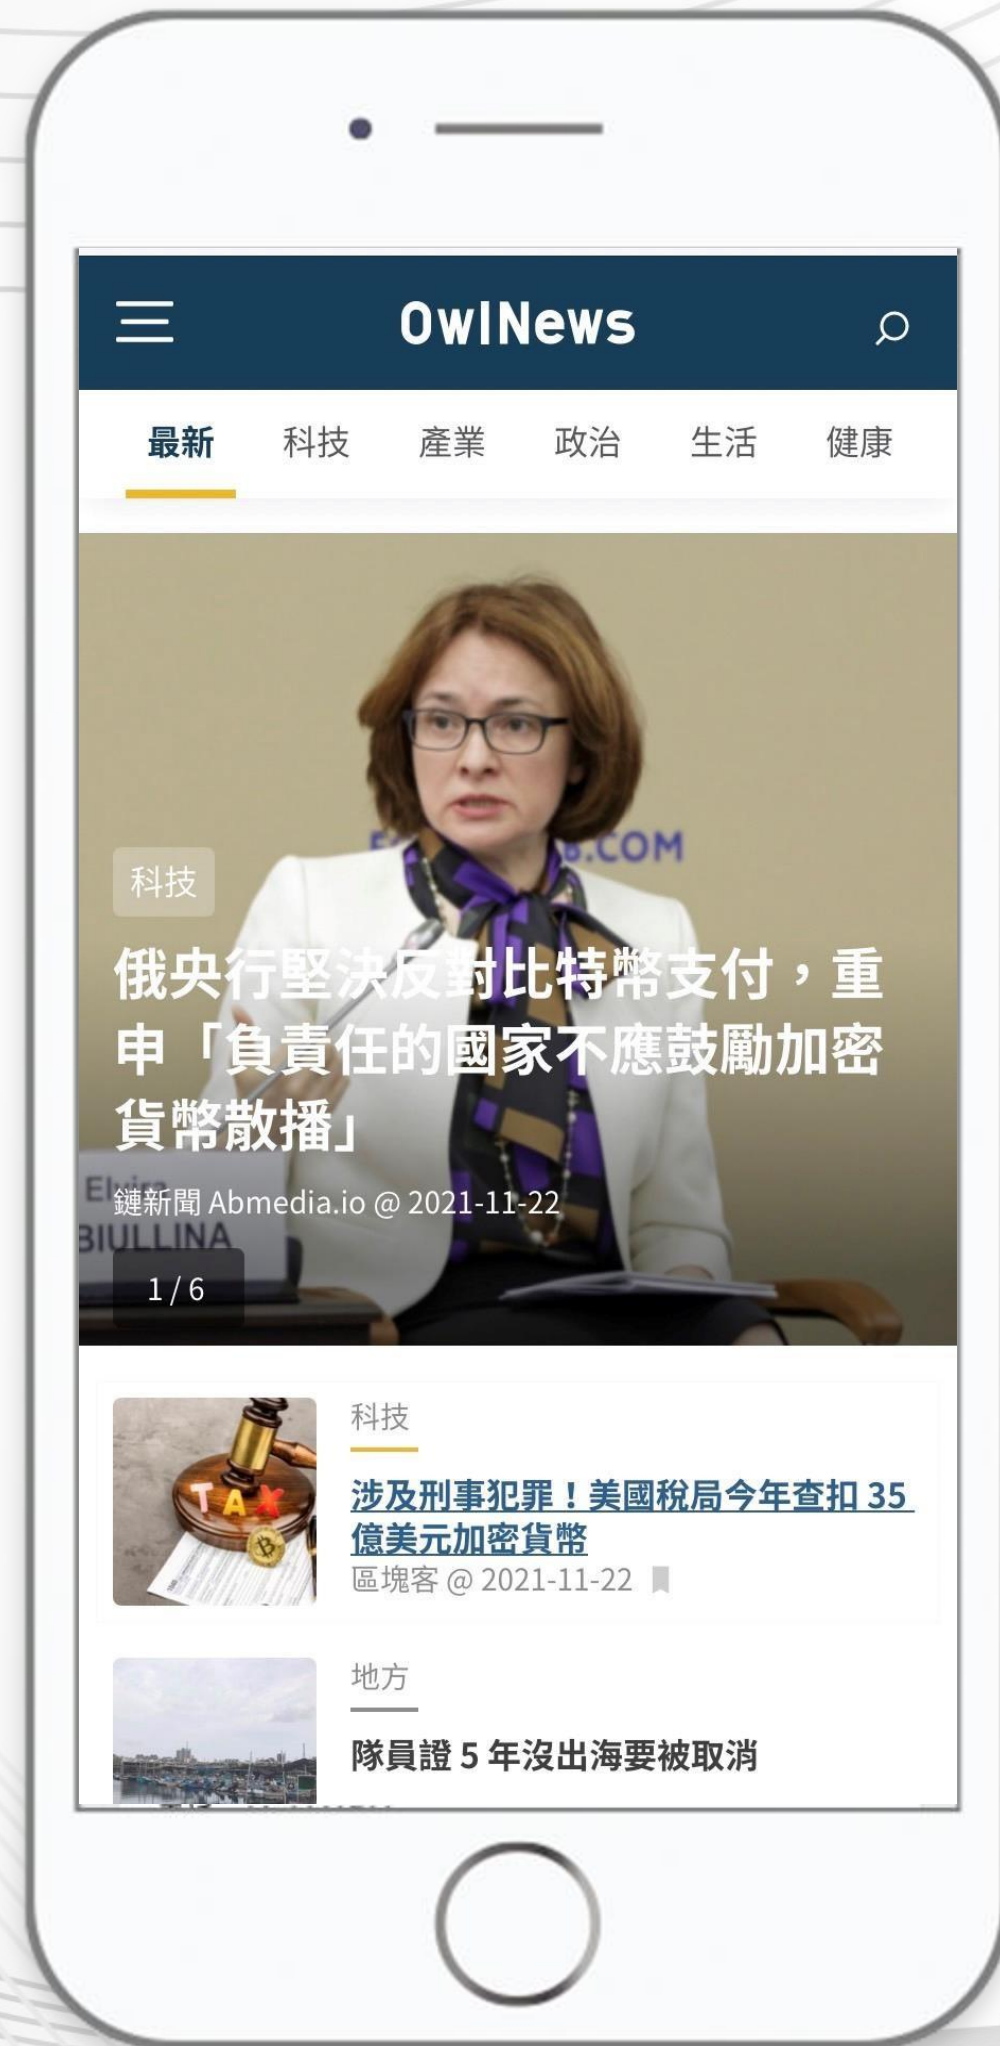 OwlNews
最新 科技 產業 政治 生活 健康
B.COM
科技
俄央行堅決反對比特幣支付，重
申「負責任的國家不應鼓勵加密
貨幣散播」
Elvira
鏈新聞 Abmedia.io @ 2021-11-22
BIULLINA
1 / 6
TAX
科技
涉及刑事犯罪！美國稅局今年查扣 35
億美元加密貨幣
區塊客 @ 2021-11-22
地方
隊員證 5 年沒出海要被取消